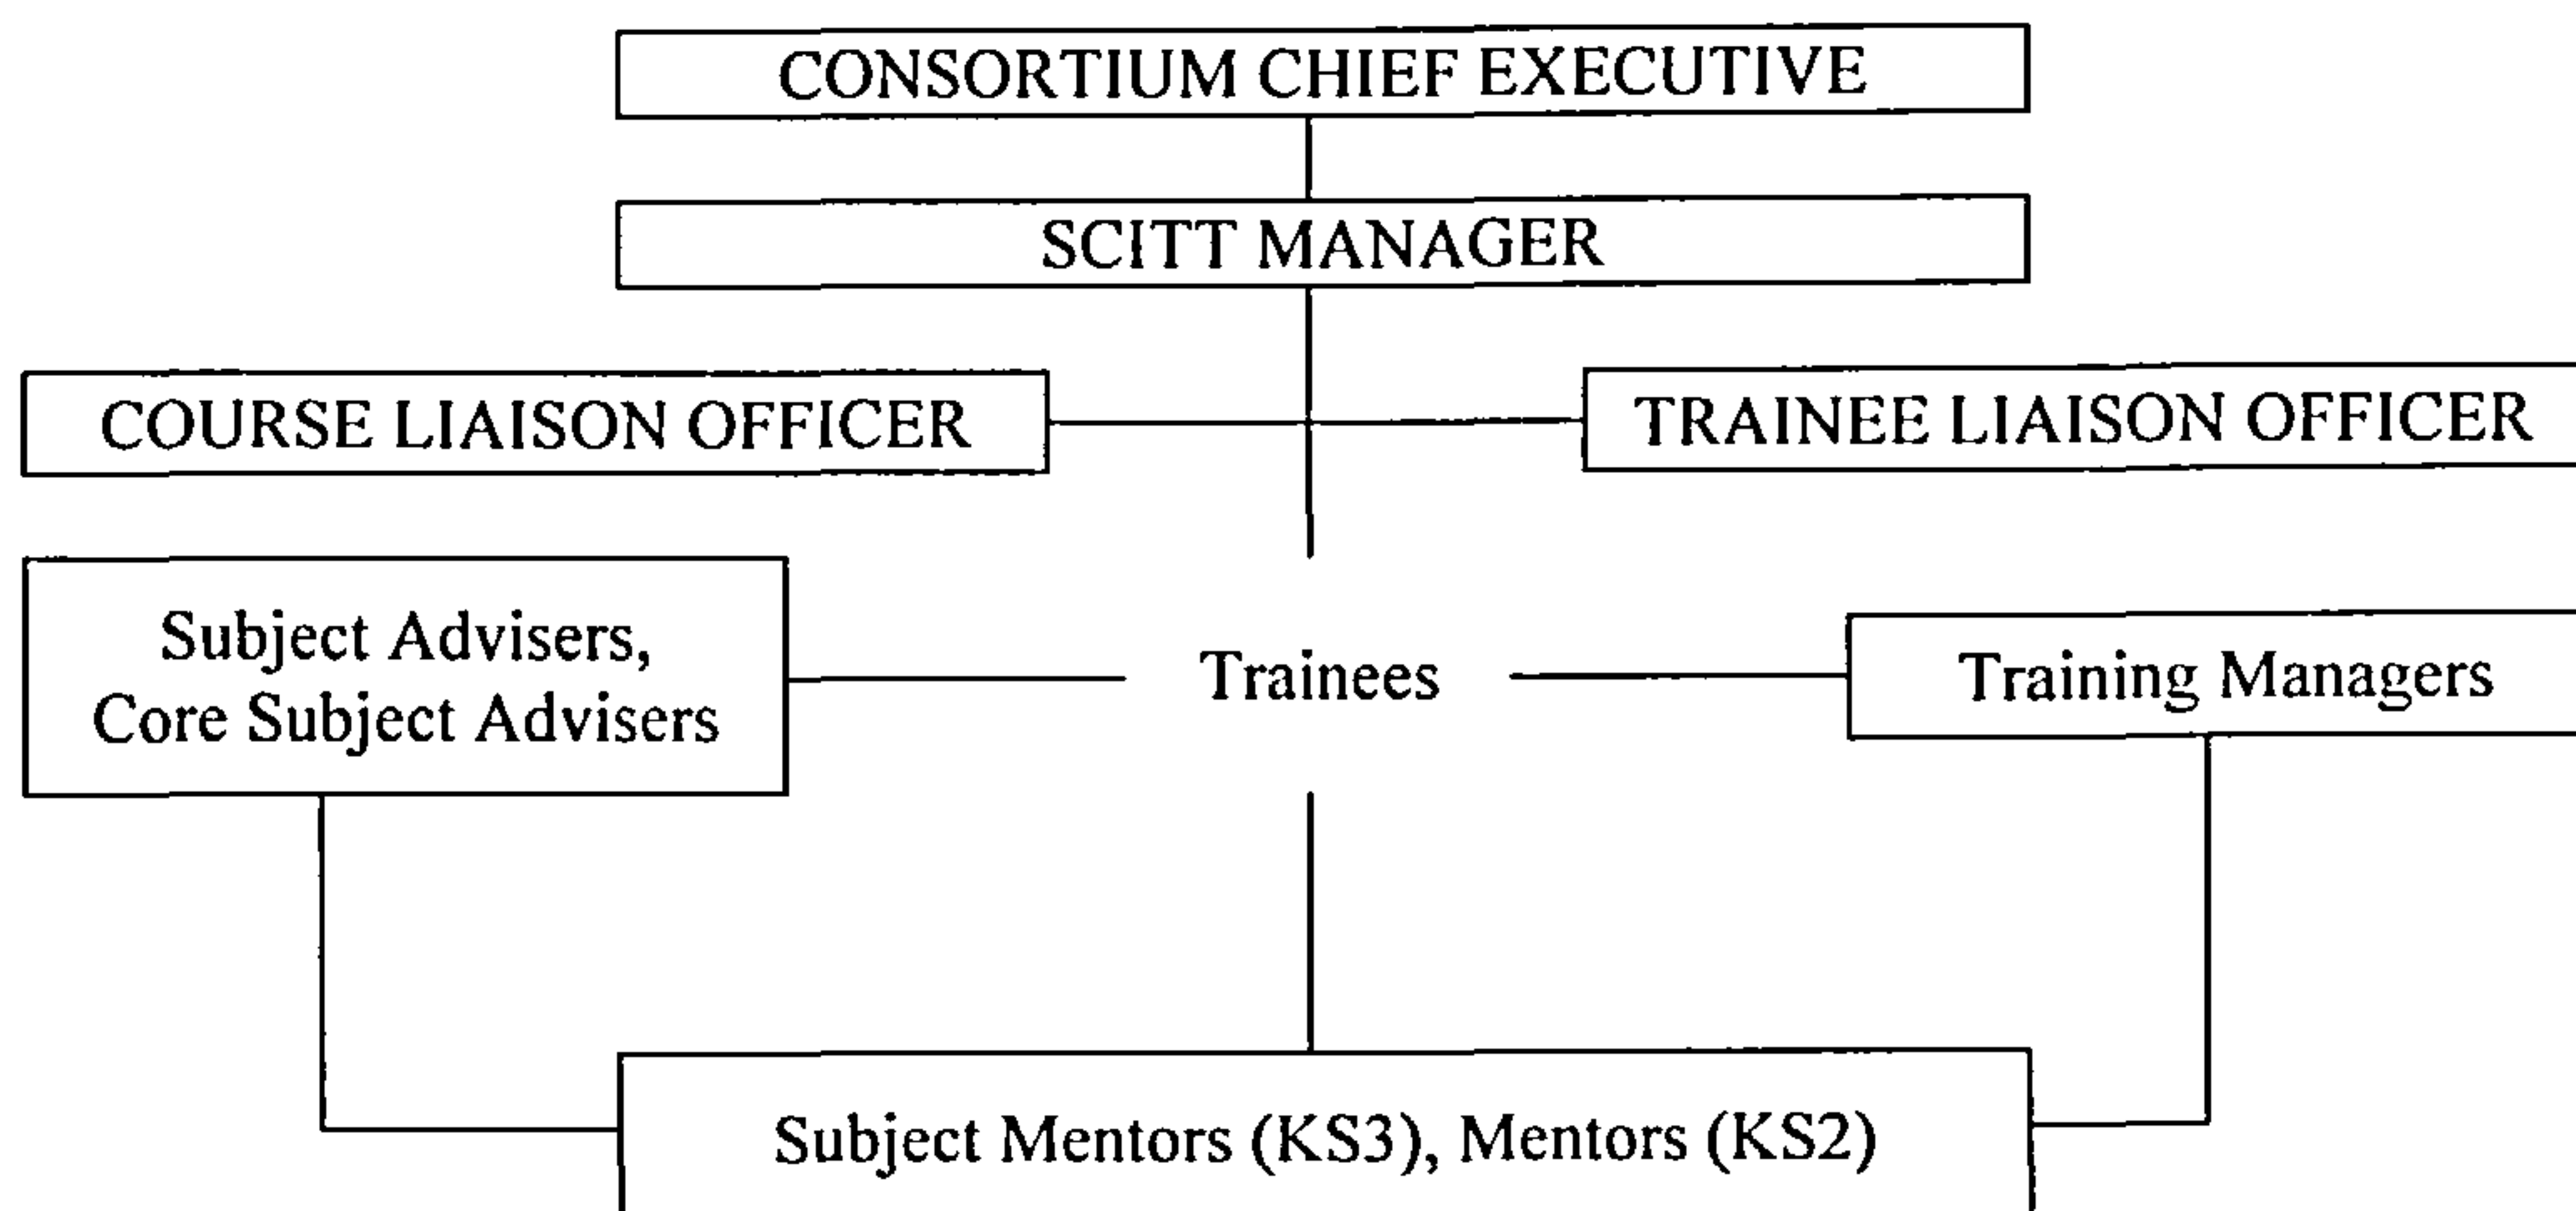 CONSORTIUM CHIEF EXECUTIVE
SCITT MANAGER
COURSE LIAISON OFFICER
TRAINEE LIAISON OFFICER
Subject Advisers,
Core Subject Advisers
Trainees
Training Managers
Subject Mentors (KS3), Mentors (KS2)